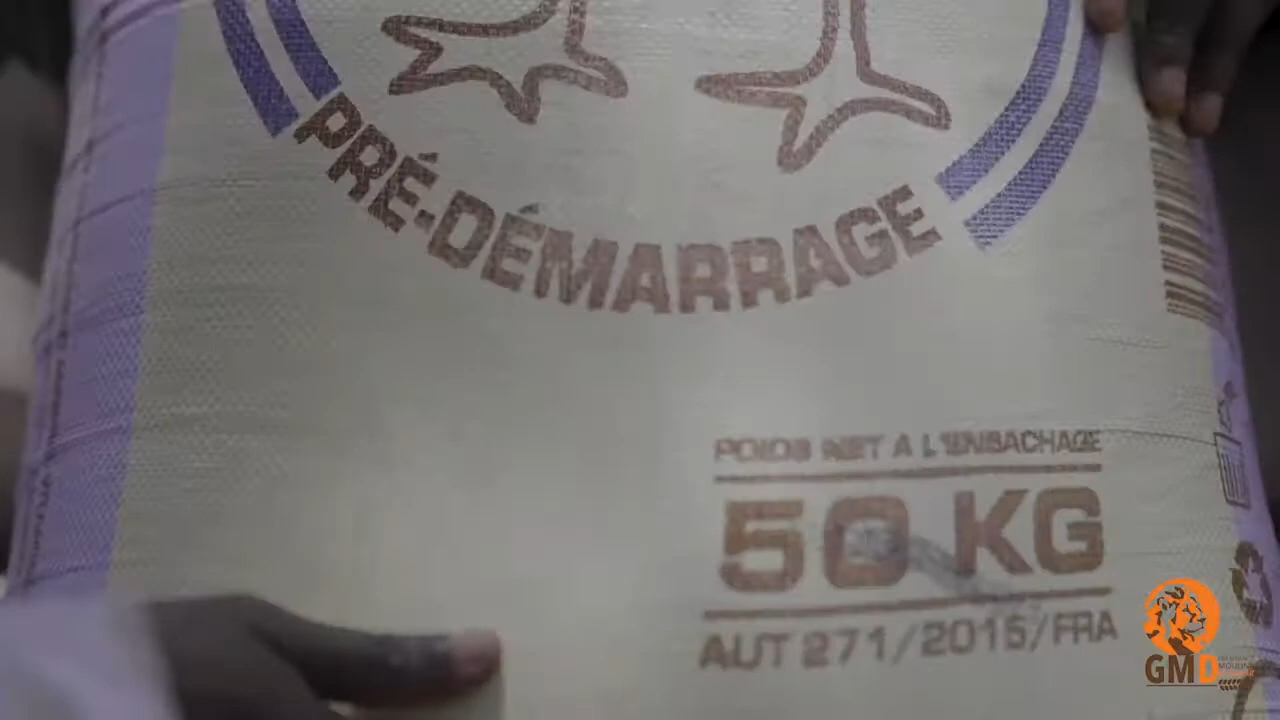 PRÉ-DÉMARRAGE
POIDS NET A L'ENSACHAGE
50 KG
AUT 271/2015/FRA
GMD